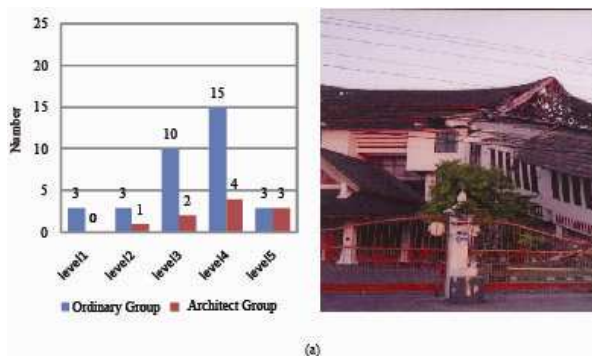 25
20
15
10
5
0
Number
3
0
3
1
10
2
15
4
3
3
level1
level2
level3
level4
level5
Ordinary Group
Architect Group
(a)